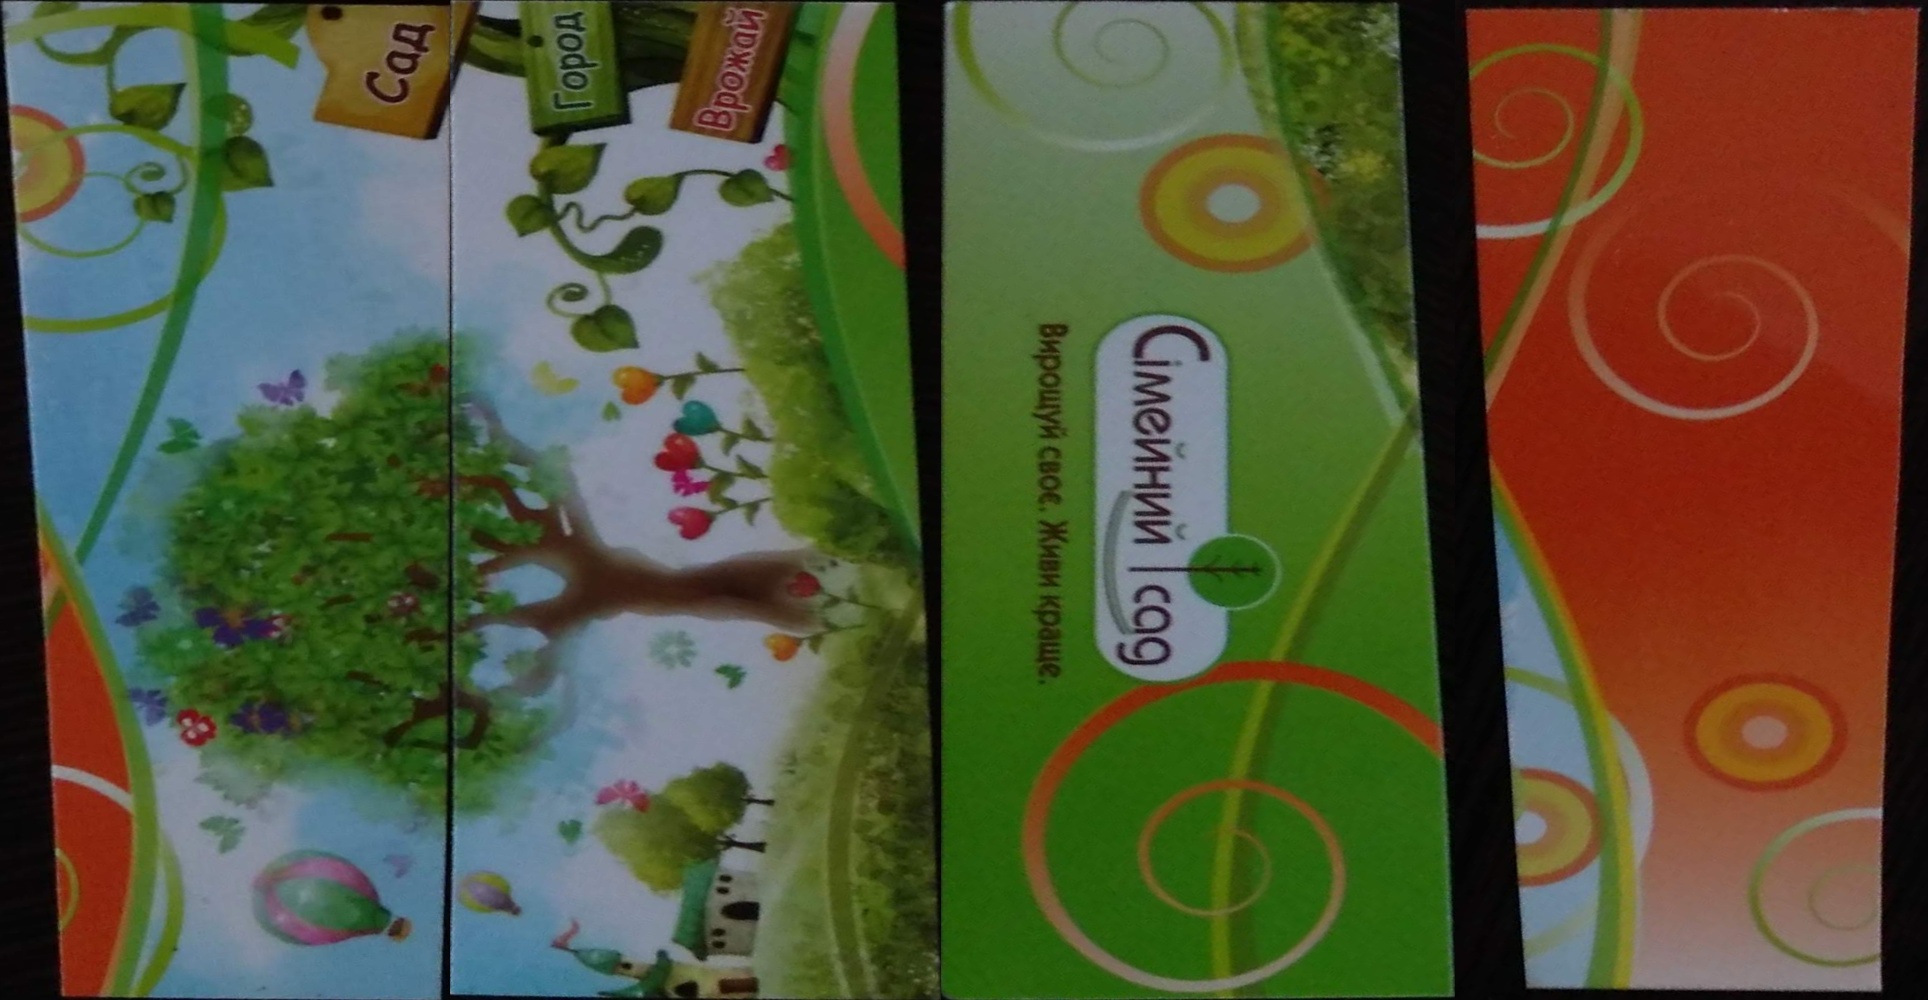 Сад
Город
Врожай
Сімейний сад
Вирощуй своє. Живи краще.